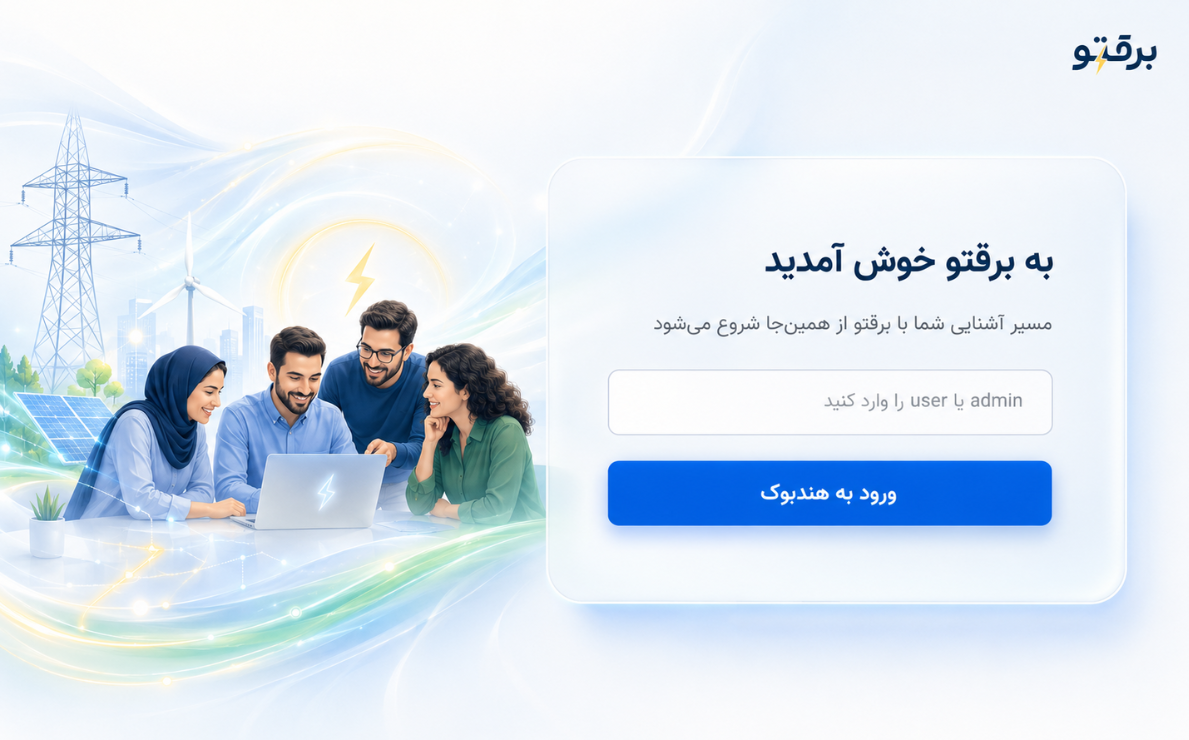 برقتو
به برقتو خوش آمدید
مسیر آشنایی شما با برقتو از همین‌جا شروع می‌شود
admin یا user را وارد کنید
ورود به هندبوک